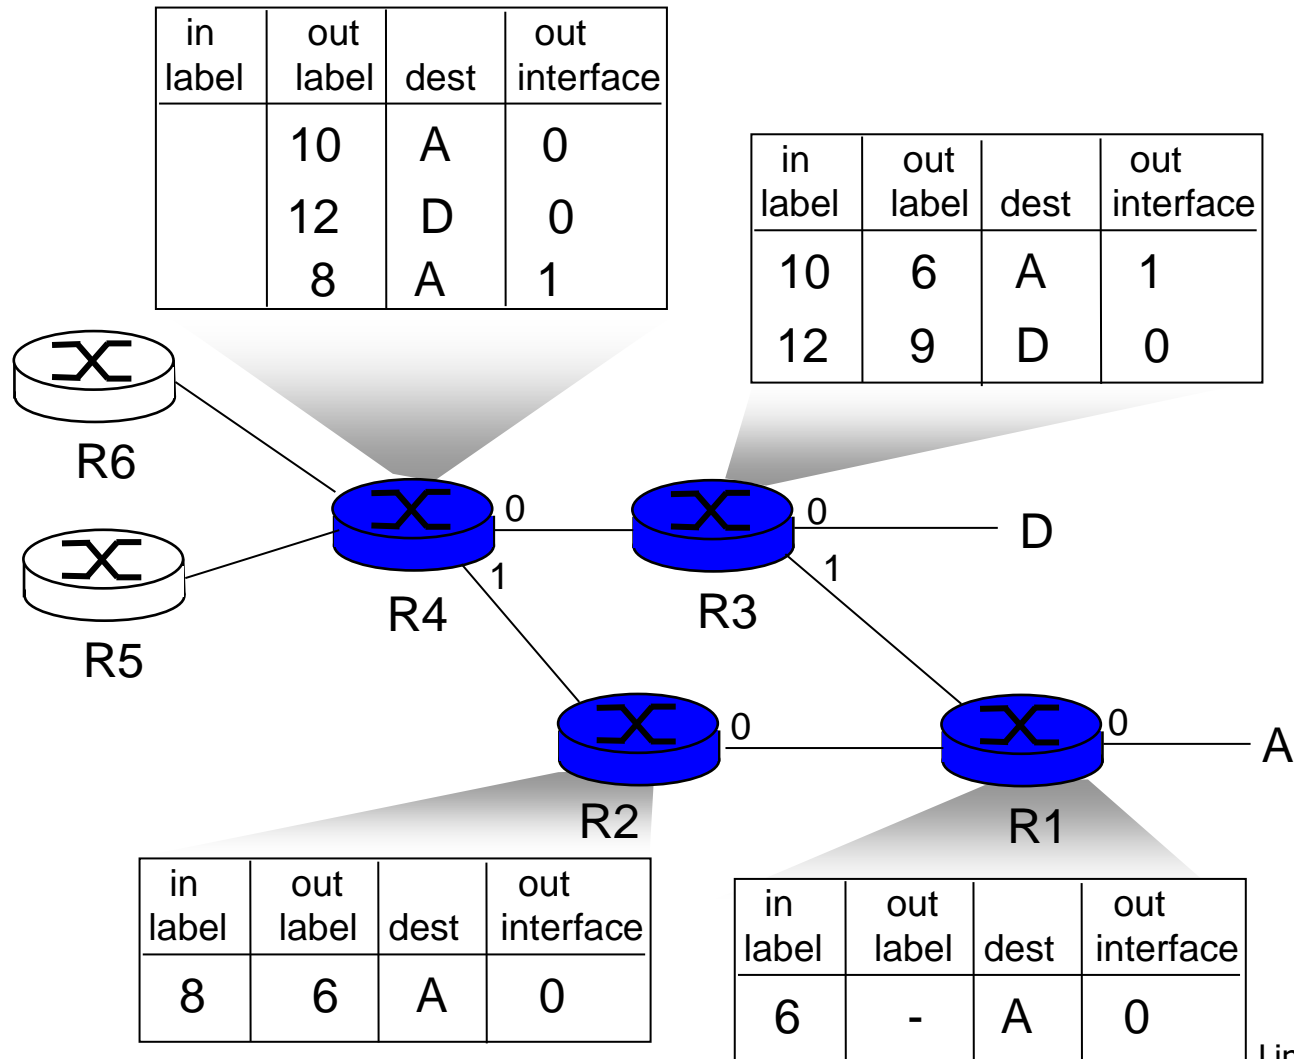 in out out
label label dest interface
10 A 0
12 D 0
8 A 1
in out out
label label dest interface
10 6 A 1
12 9 D 0
R6
R5
R4
0
1
R3
0
1
D
R2
0
R1
0
A
in out out
label label dest interface
8 6 A 0
in out out
label label dest interface
6 - A 0